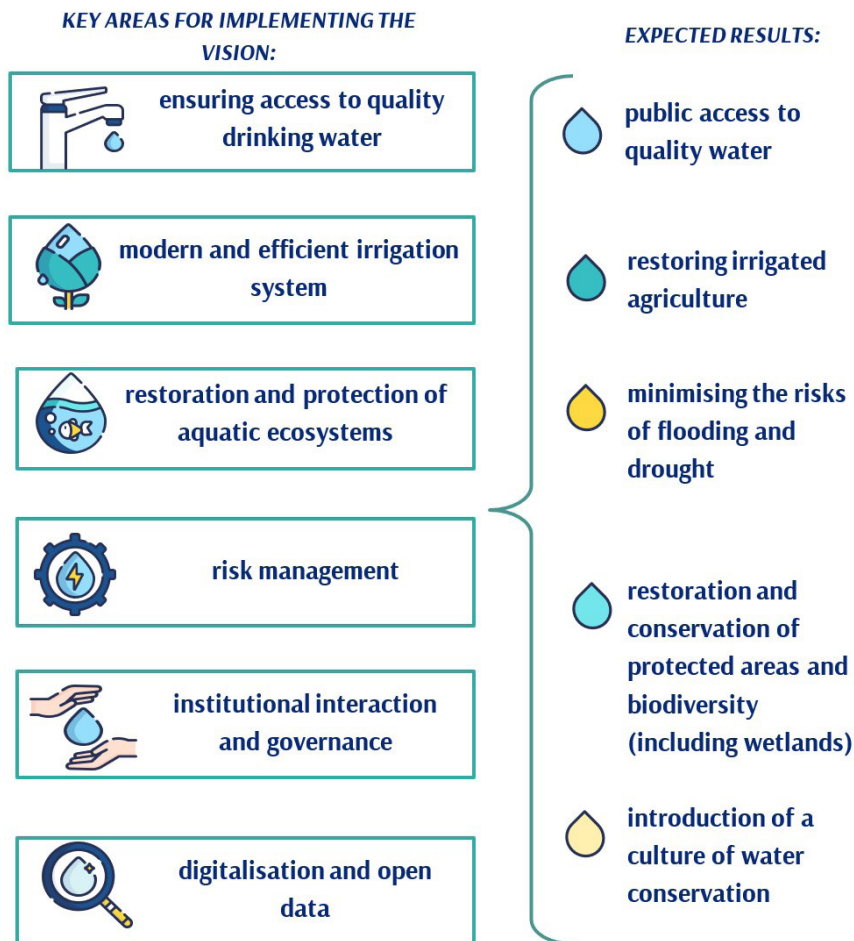 KEY AREAS FOR IMPLEMENTING THE
VISION:
ensuring access to quality
drinking water
modern and efficient irrigation
system
restoration and protection of
aquatic ecosystems
risk management
institutional interaction
and governance
digitalisation and open
data
EXPECTED RESULTS:
public access to
quality water
restoring irrigated
agriculture
minimising the risks
of flooding and
drought
restoration and
conservation of
protected areas and
biodiversity
(including wetlands)
introduction of a
culture of water
conservation